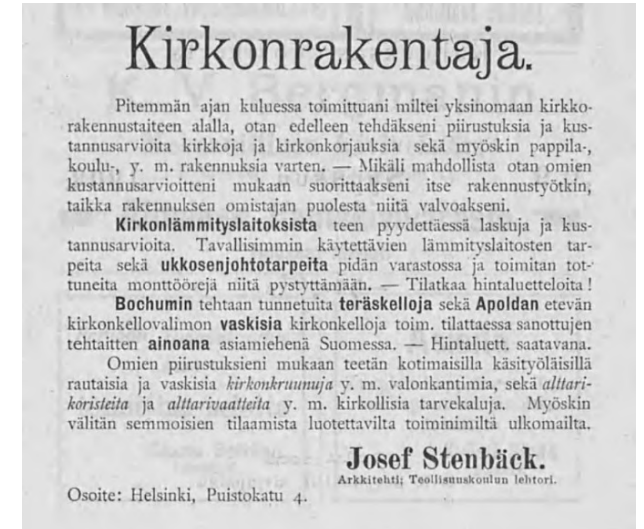 Kirkonrakentaja.
Pitemmän ajan kuluessa toimittuani miltei yksinomaan kirkko-
rakennustaiteen alalla, otan edelleen tehdäkseni piirustuksia ja kus-
tannusarvioita kirkkoja ja kirkonkorjauksia sekä myöskin pappila-,
koulu-, y. m. rakennuksia varten. — Mikäli mahdollista otan omien
kustannusarvioitteni mukaan suorittaakseni itse rakennustyötkin,
taikka rakennuksen omistajan puolesta niitä valvoakseni.
Kirkonlämmityslaitoksista teen pyydettäessä laskuja ja kus-
tannusarvioita. Tavallisimmin käytettävien lämmityslaitosten tar-
peita sekä ukkosenjohtotarpeita pidän varastossa ja toimitan tot-
tuneita monttöörejä niitä pystyttämään. — Tilatkaa hintaluetteloita!
Bochumin tehtaan tunnetuita teräskelloja sekä Apoldan etevän
kirkonkellovalimon vaskisia kirkonkelloja toim. tilattaessa sanottujen
tehtaitten ainoana asiamiehenä Suomessa. — Hintaluett. saatavana.
Omien piirustuksieni mukaan teetän kotimaisilla käsityöläisillä
rautaisia ja vaskisia kirkonkruunuja y. m. valonkantimia, sekä alttari-
koristeita ja alttarivaatteita y. m. kirkollisia tarvekaluja. Myöskin
välitän semmoisien tilaamista luotettavilta toiminimiltä ulkomailta.
Josef Stenbäck.
Arkkitehti; Teollisuuskoulun lehtori.
Osoite: Helsinki, Puistokatu 4.